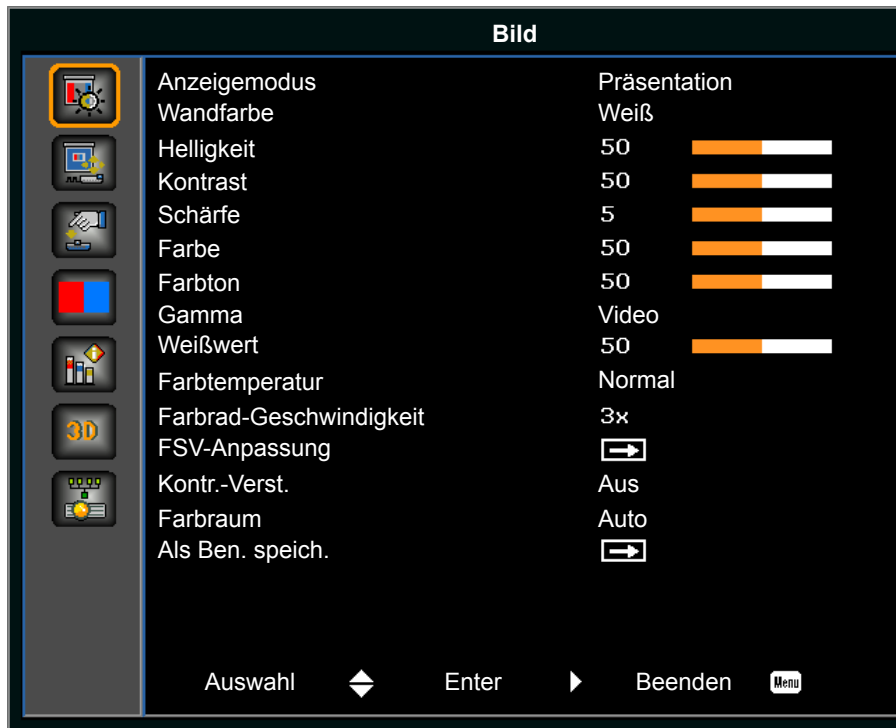 Bild
Anzeigemodus Präsentation
Wandfarbe Weiß
Helligkeit 50
Kontrast 50
Schärfe 5
Farbe 50
Farbton 50
Gamma Video
Weißwert 50
Farbtemperatur Normal
Farbrad-Geschwindigkeit 3x
FSV-Anpassung
Kontr.-Verst. Aus
Farbraum Auto
Als Ben. speich.
3D
Auswahl Enter Beenden Menu